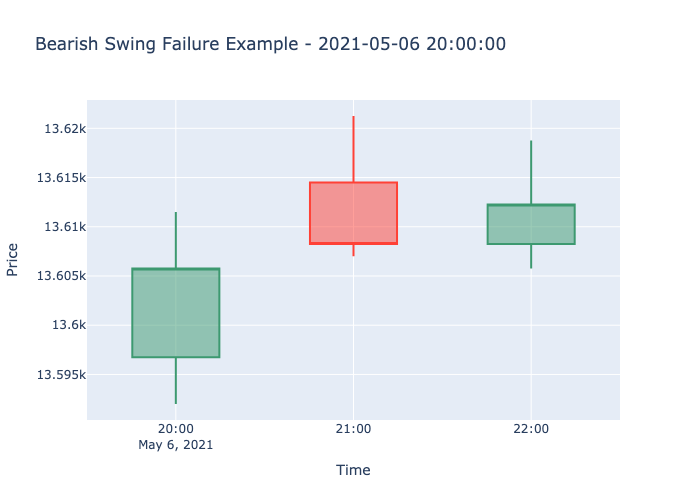 Bearish Swing Failure Example - 2021-05-06 20:00:00
13.62k
13.615k
13.61k
13.605k
13.6k
13.595k
Price
20:00
May 6, 2021
21:00
22:00
Time